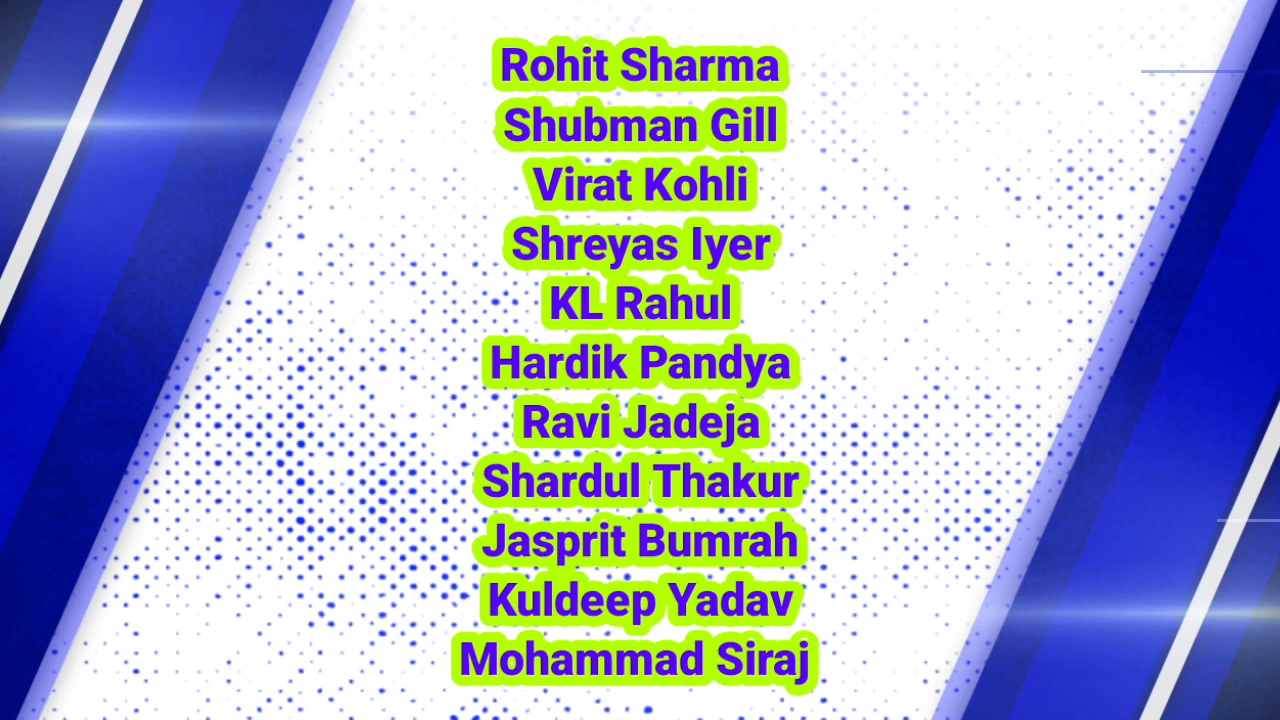 Rohit Sharma
Shubman Gill
Virat Kohli
Shreyas Iyer
KL Rahul
Hardik Pandya
Ravi Jadeja
Shardul Thakur
Jasprit Bumrah
Kuldeep Yadav
Mohammad Siraj